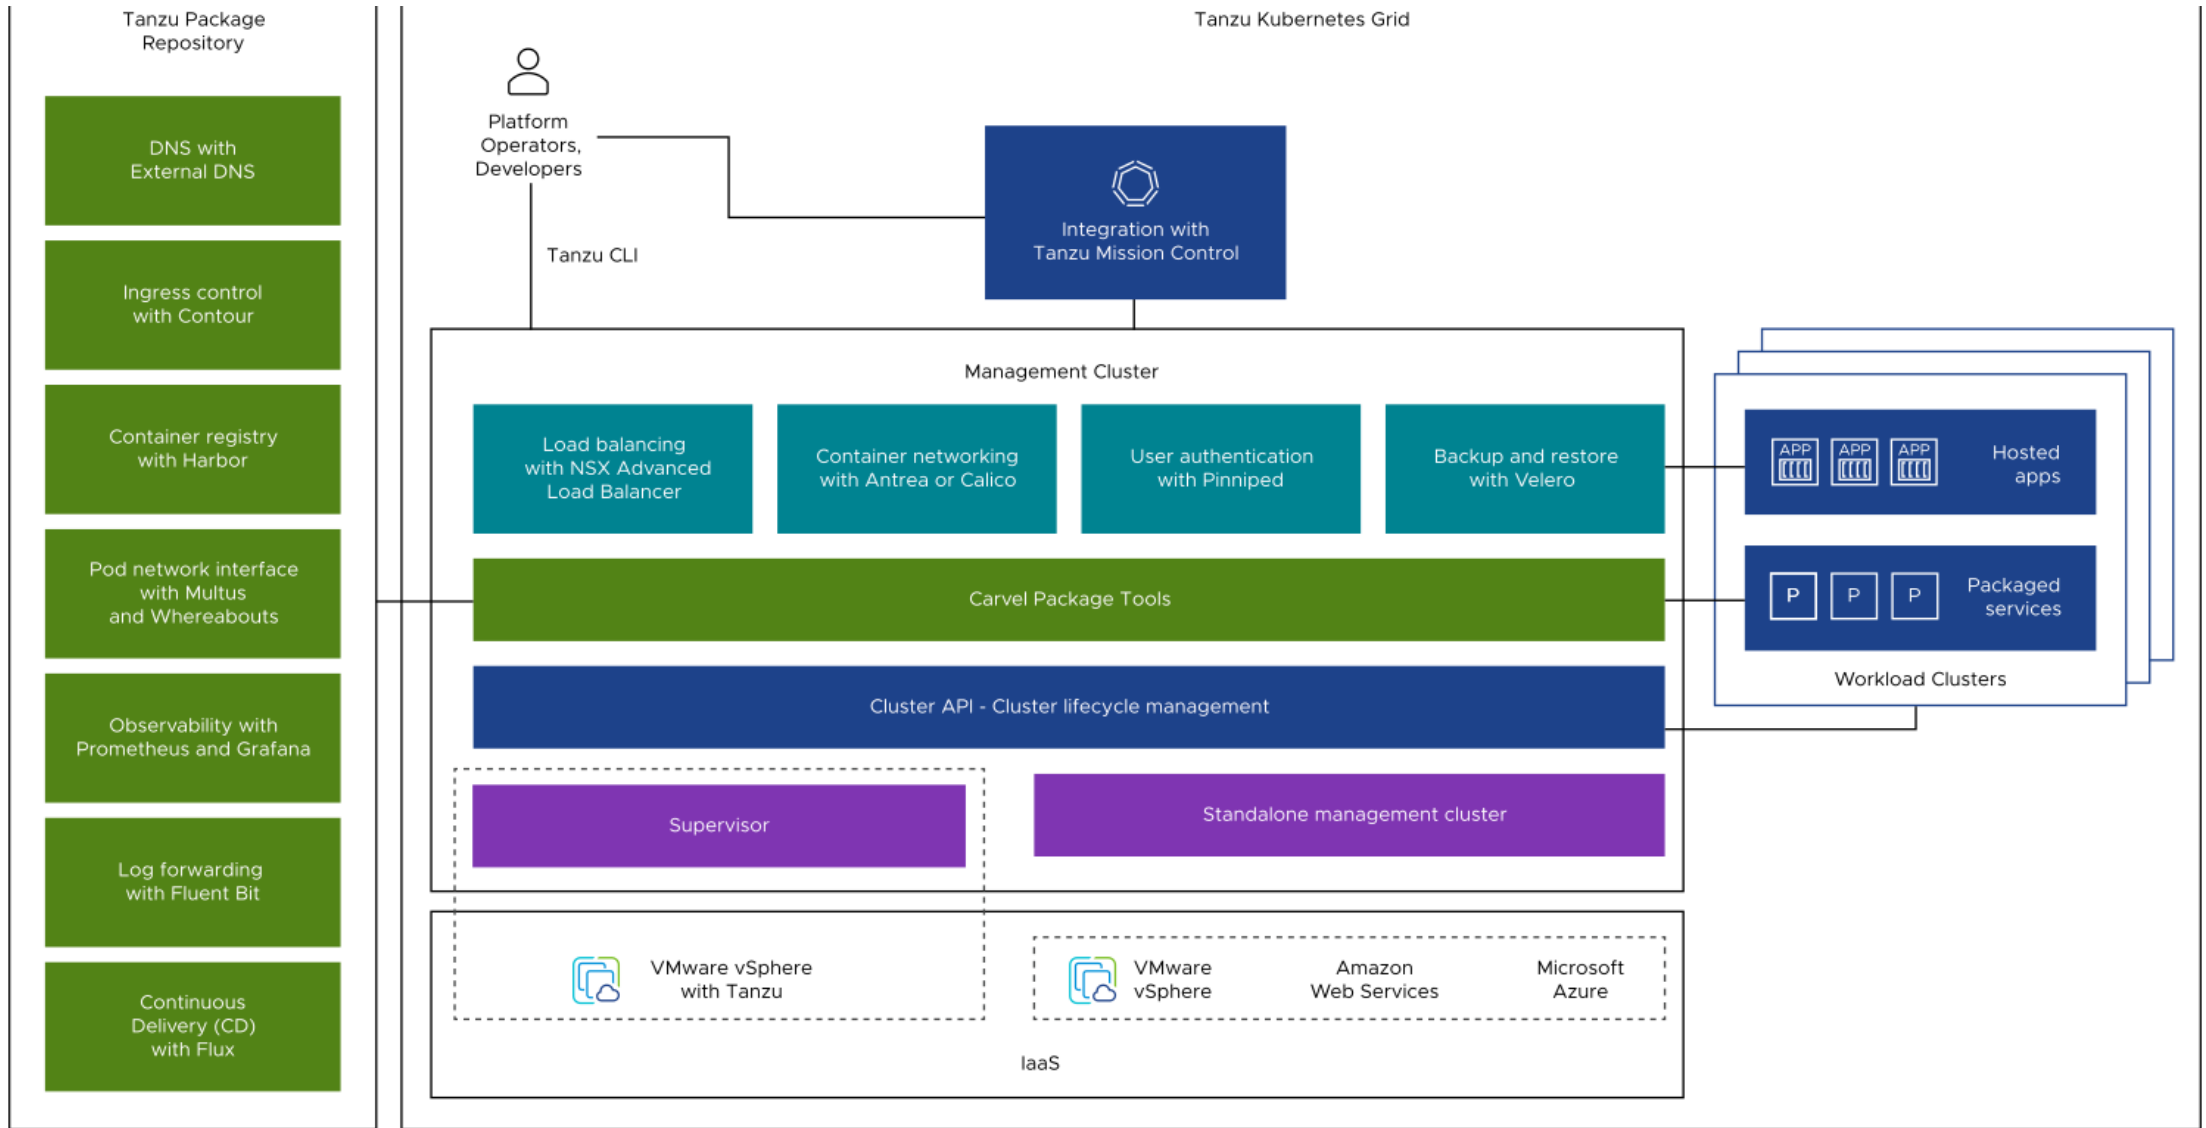 Tanzu Package
Repository
DNS with
External DNS
Ingress control
with Contour
Container registry
with Harbor
Pod network interface
with Multus
and Whereabouts
Observability with
Prometheus and Grafana
Log forwarding
with Fluent Bit
Continuous
Delivery (CD)
with Flux
Tanzu Kubernetes Grid
Platform
Operators,
Developers
Tanzu CLI
Integration with
Tanzu Mission Control
Management Cluster
Load balancing
with NSX Advanced
Load Balancer
Container networking
with Antrea or Calico
User authentication
with Pinniped
Backup and restore
with Velero
Carvel Package Tools
Cluster API - Cluster lifecycle management
Supervisor
Standalone management cluster
VMware vSphere
with Tanzu
VMware
vSphere
Amazon
Web Services
Microsoft
Azure
IaaS
APP APP APP
Hosted
apps
P P P
Packaged
services
Workload Clusters